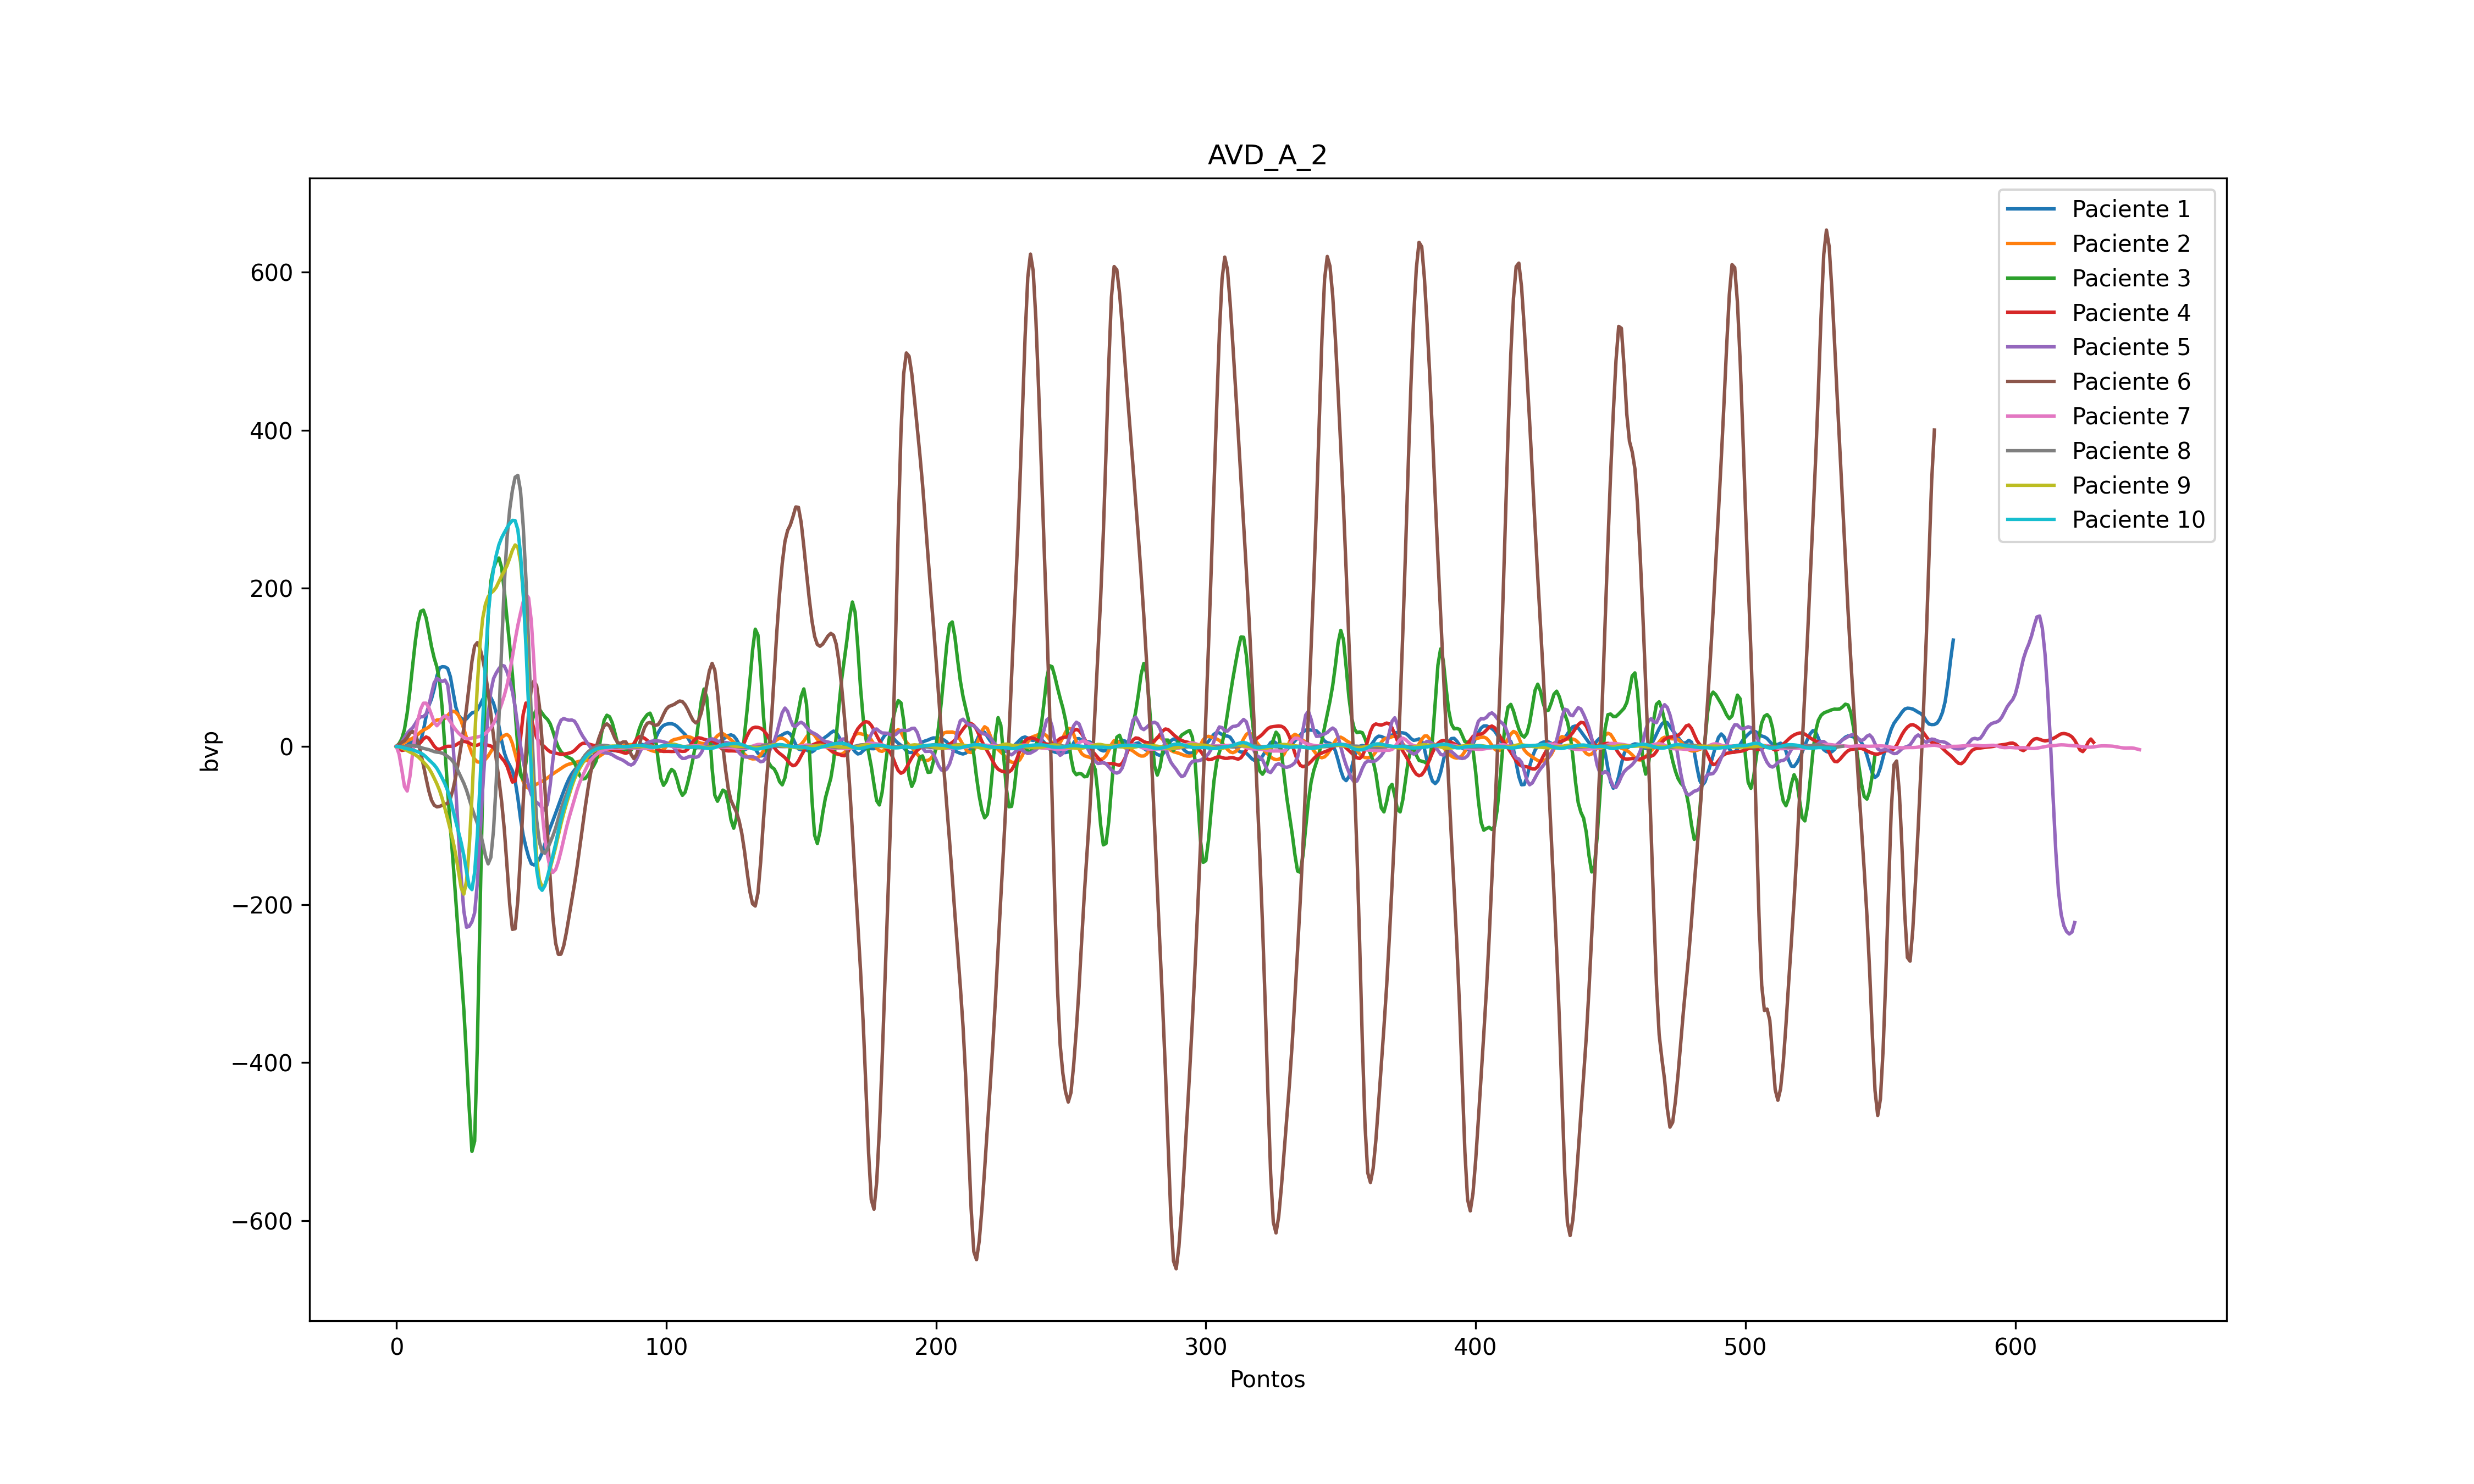 AVD_A_2
Paciente 1
Paciente 2
Paciente 3
Paciente 4
Paciente 5
Paciente 6
Paciente 7
Paciente 8
Paciente 9
Paciente 10
600
400
200
0
−200
−400
−600
bvp
0 100 200 300 400 500 600
Pontos